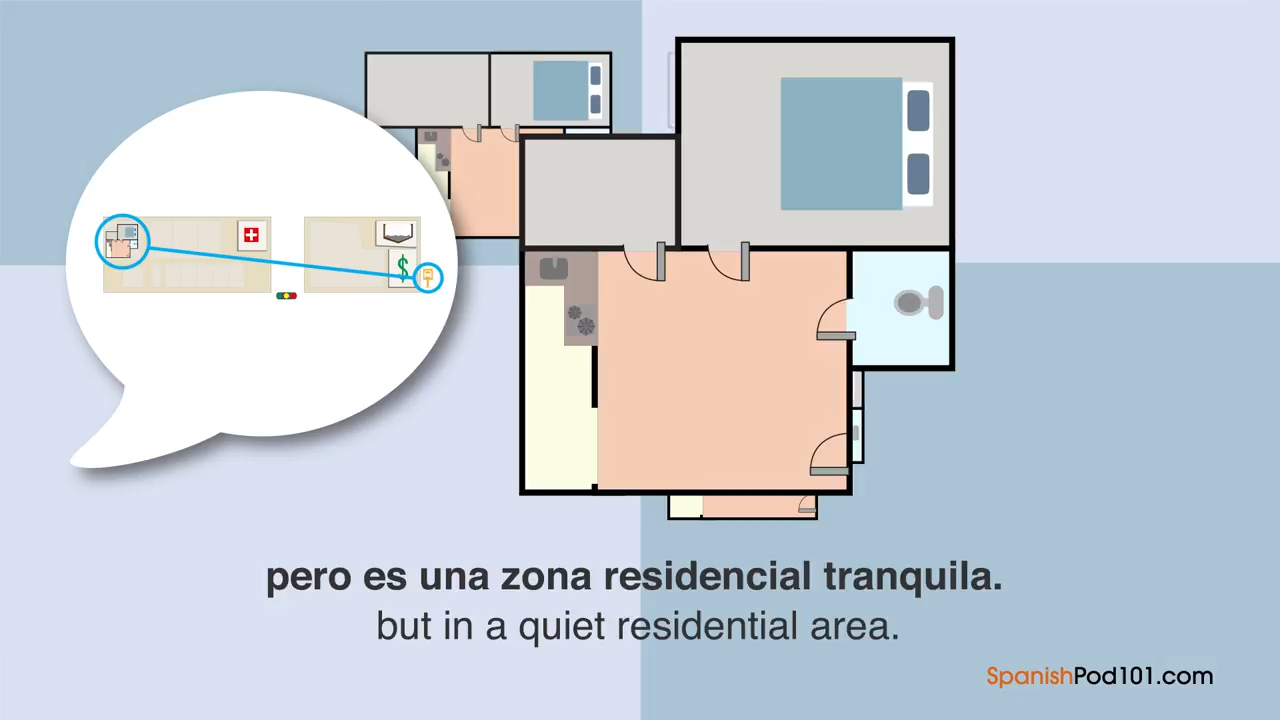 $
pero es una zona residencial tranquila.
but in a quiet residential area.
SpanishPod101.com